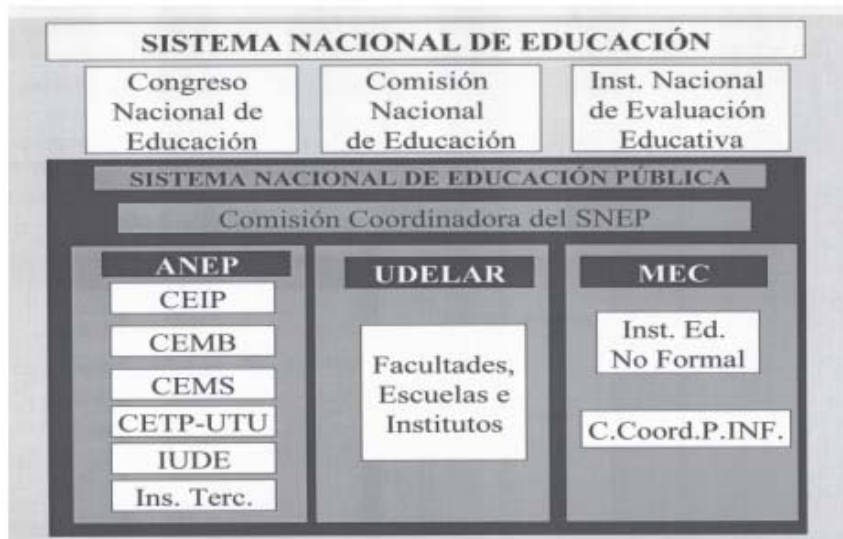 SISTEMA NACIONAL DE EDUCACIÓN
Congreso
Nacional de
Educación
Comisión
Nacional
de Educación
Inst. Nacional
de Evaluación
Educativa
SISTEMA NACIONAL DE EDUCACIÓN PÚBLICA
Comisión Coordinadora del SNEP
ANEP
CEIP
CEMB
CEMS
CETP-UTU
IUDE
Ins. Terc.
UDELAR
Facultades,
Escuelas e
Institutos
MEC
Inst. Ed.
No Formal
C.Coord.P.INF.